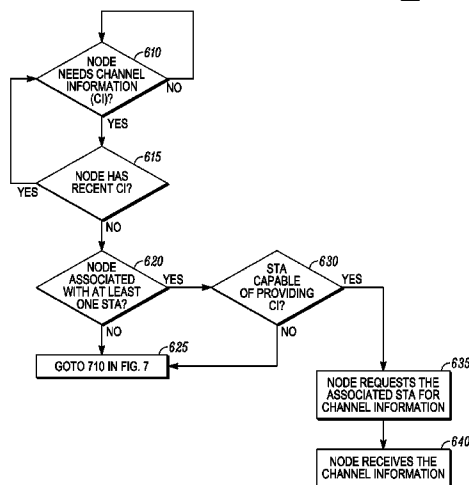 610
NODE
NEEDS CHANNEL
INFORMATION
(CI)?
NO
YES
615
NODE HAS
RECENT CI?
YES
NO
620
NODE
ASSOCIATED
WITH AT LEAST
ONE STA?
YES
NO
630
STA
CAPABLE
OF PROVIDING
CI?
YES
NO
625
GOTO 710 IN FIG. 7
635
NODE REQUESTS THE
ASSOCIATED STA FOR
CHANNEL INFORMATION
640
NODE RECEIVES THE
CHANNEL INFORMATION